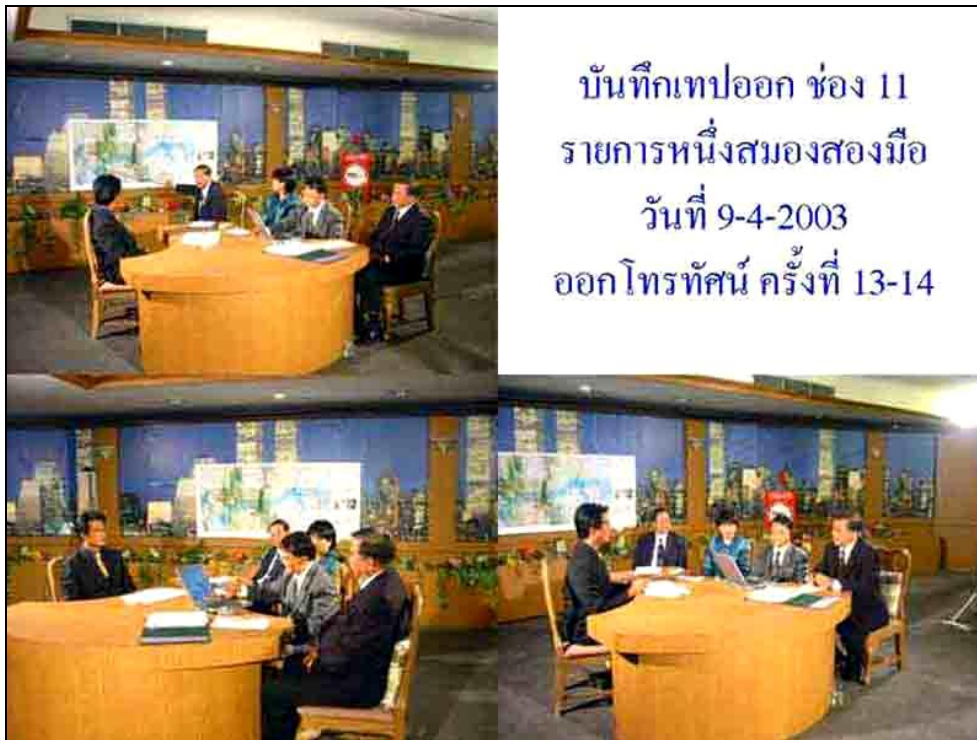 บันทึกเทปออก ช่อง 11
รายการหนึ่งสมองสองมือ
วันที่ 9-4-2003
ออกโทรทัศน์ ครั้งที่ 13-14